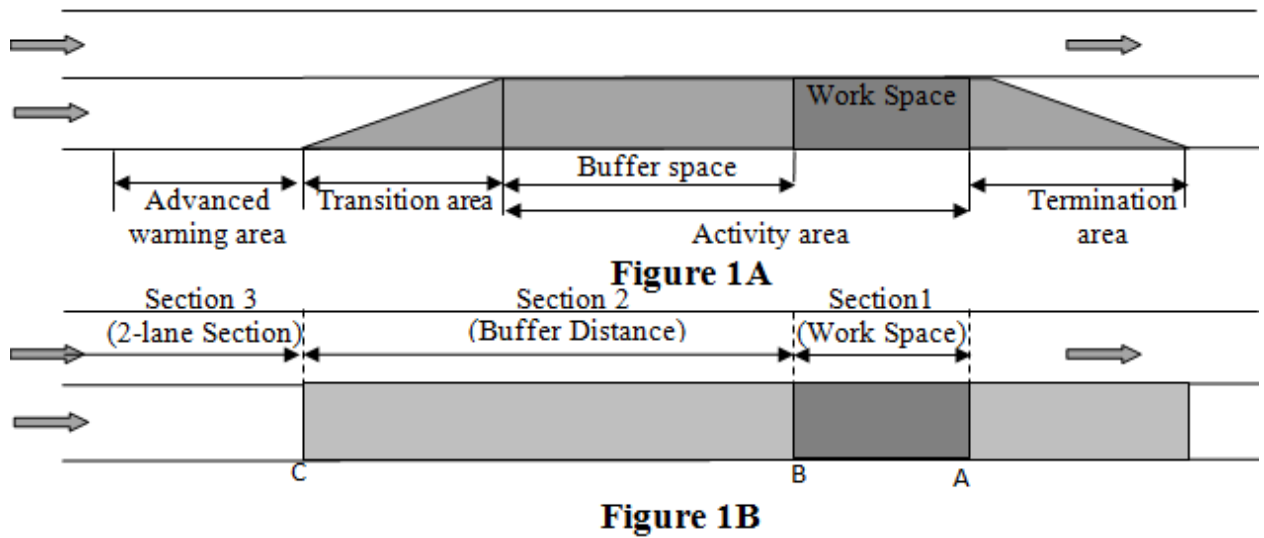 Work Space
Buffer space
Advanced
warning area
Transition area
Activity area
Termination
area
Figure 1A
Section 3
(2-lane Section)
Section 2
(Buffer Distance)
Section1
(Work Space)
C
B
A
Figure 1B